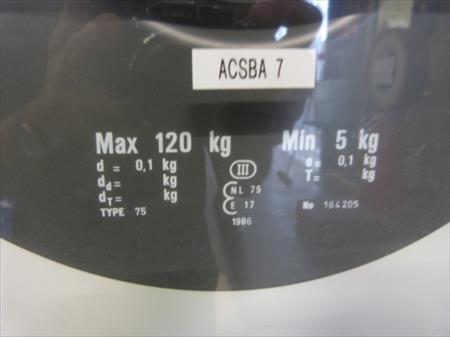 ACSBA 7
Max 120 kg Min 5 kg
d = 0,1 kg III e = 0,1 kg
dd= kg NL 75 T= kg
dT= kg E 17 No 164205
TYPE 75 1986